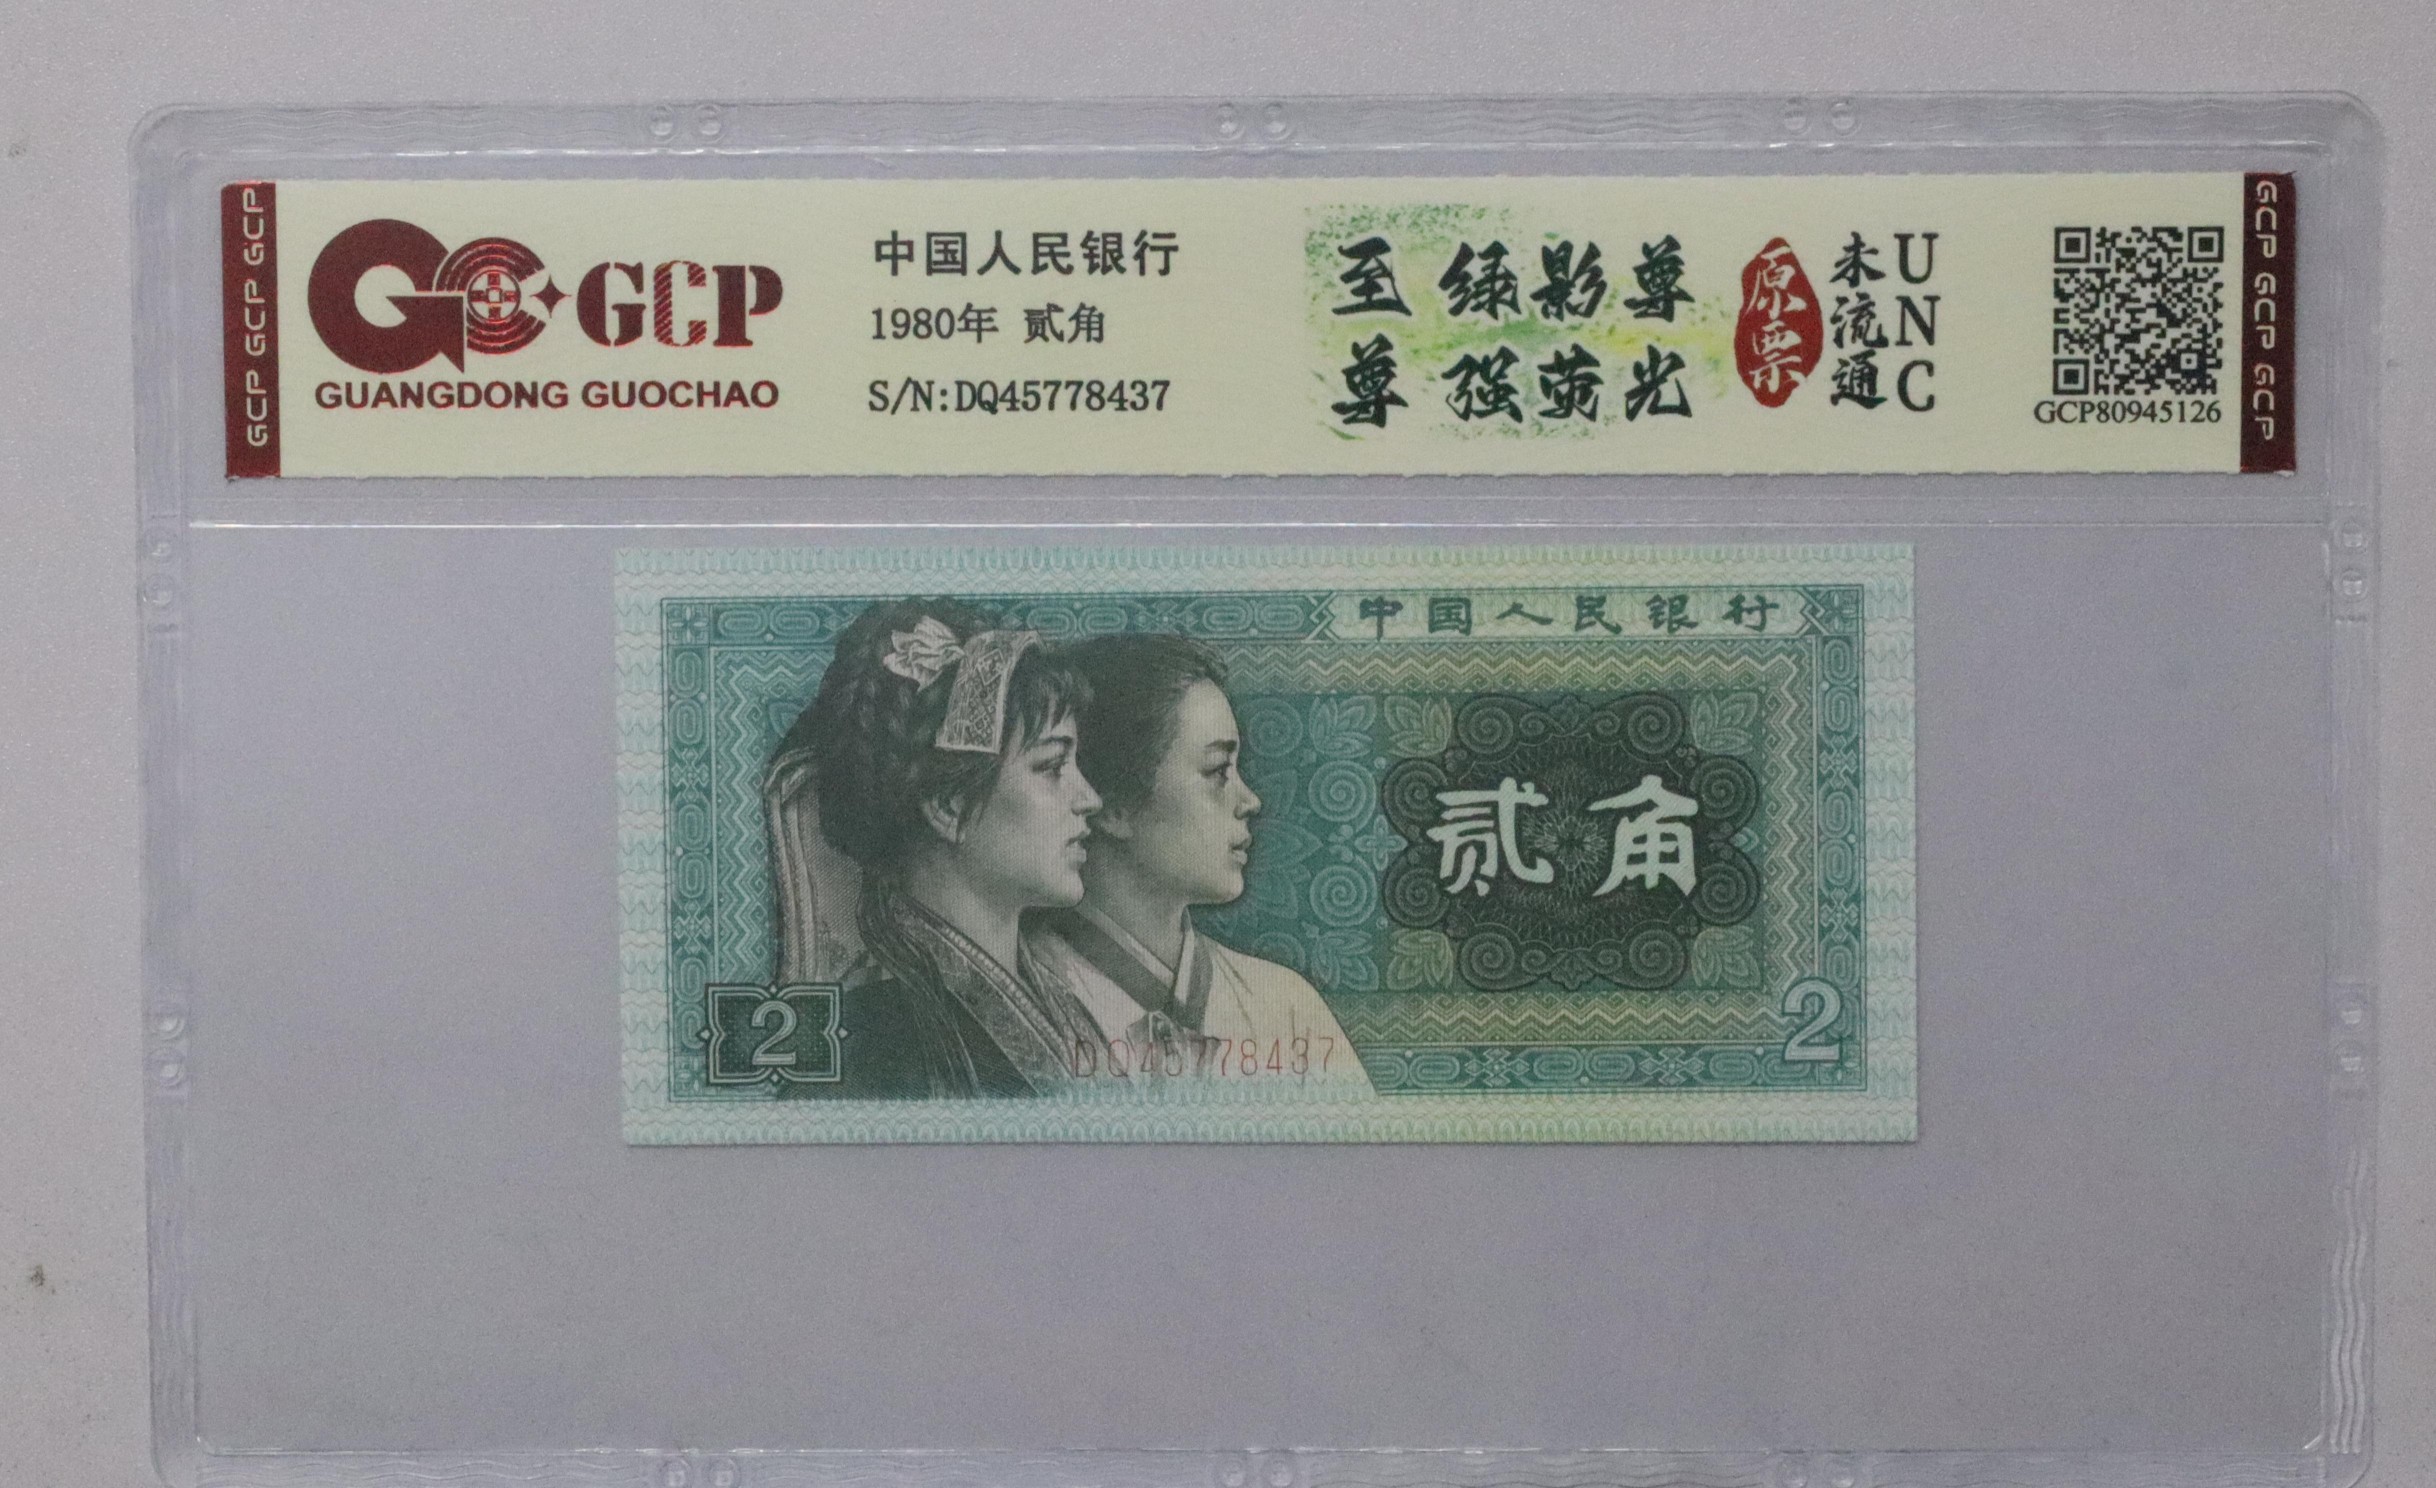 GCP GCP GCP
GCP
GUANGDONG GUOCHAO
中国人民银行
1980年 贰角
S/N:DQ45778437
至尊
绿影尊
强荧光
原票
未流通
UNC
GCP80945126
GCP GCP GCP
中国人民银行
贰角
2
2
DQ45778437